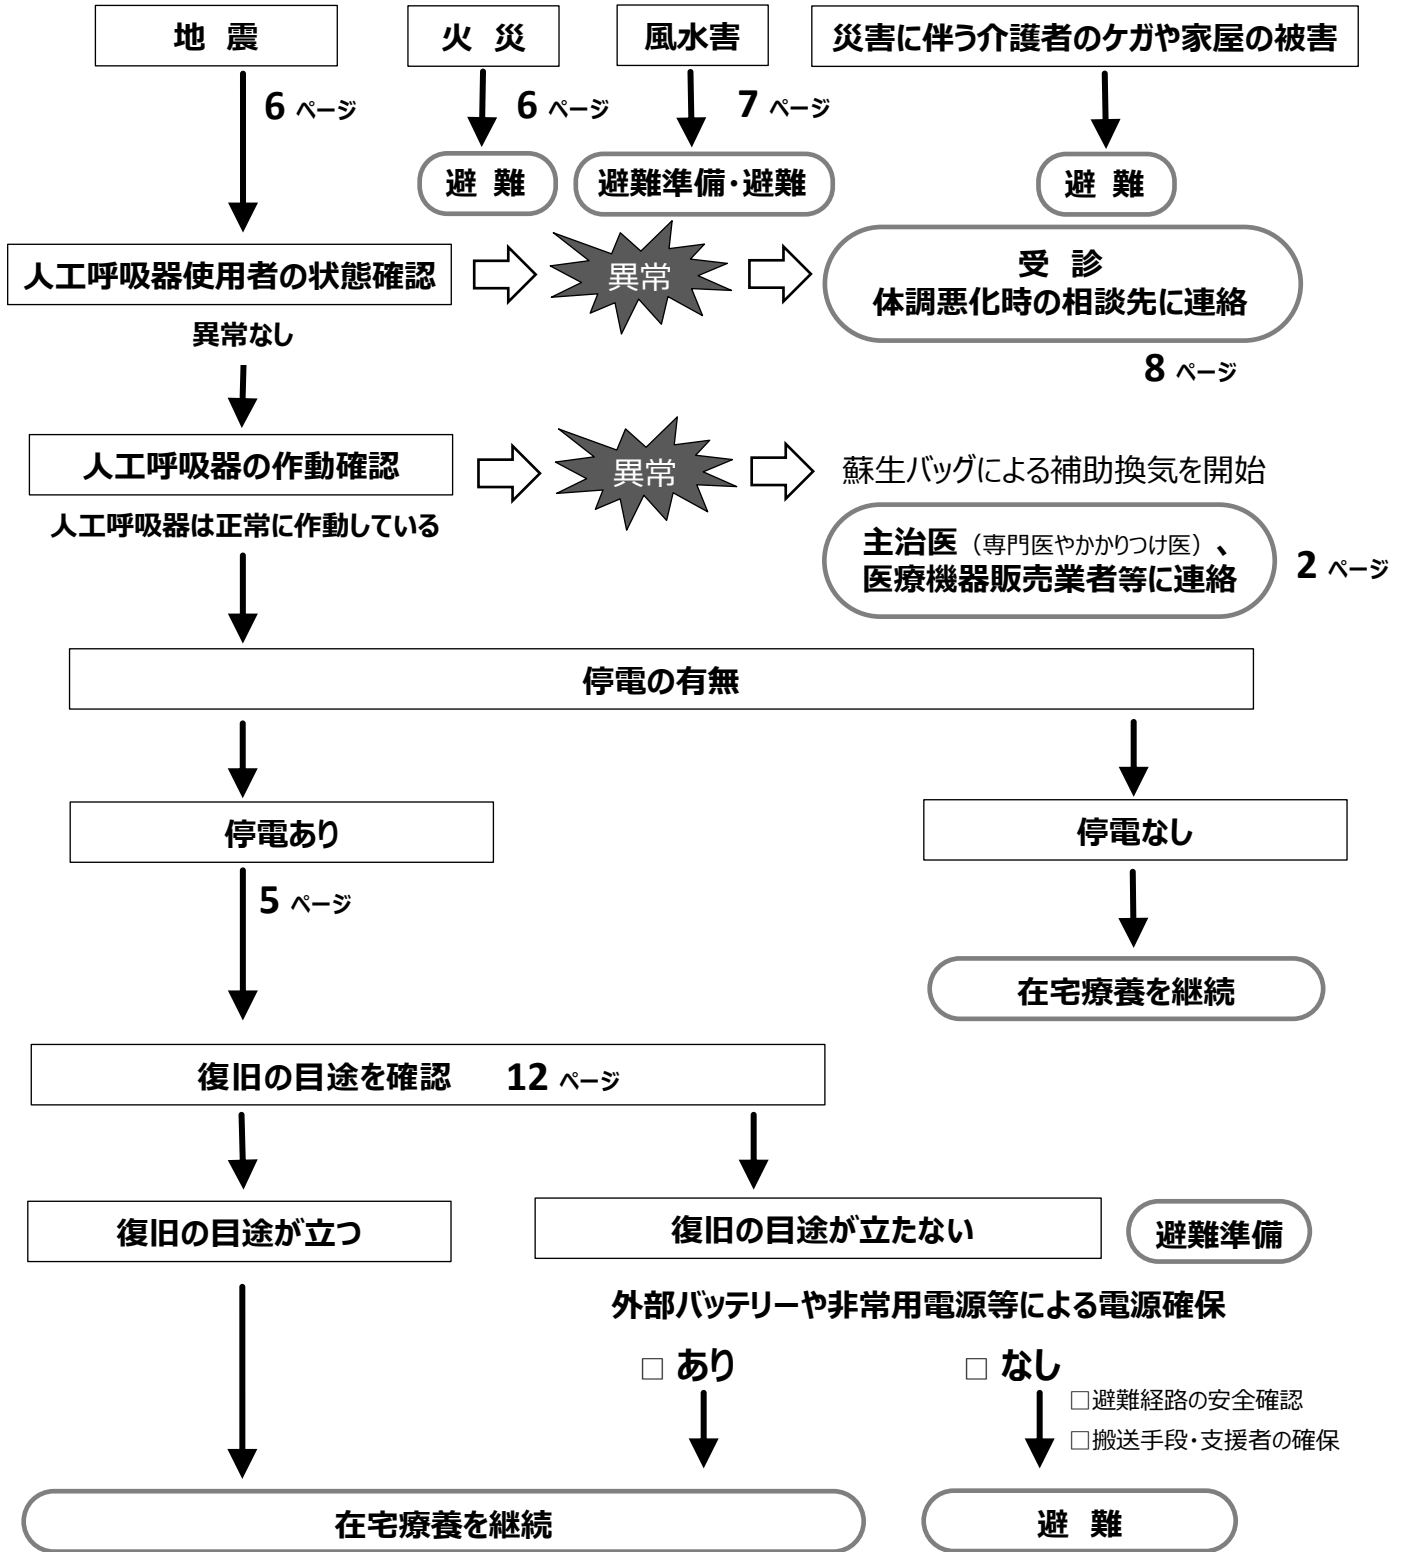 地 震
火 災
風水害
災害に伴う介護者のケガや家屋の被害
6 ページ
6 ページ
7 ページ
避 難
避難準備・避難
避 難
人工呼吸器使用者の状態確認
異常
受 診
体調悪化時の相談先に連絡
異常なし
8 ページ
人工呼吸器の作動確認
異常
蘇生バッグによる補助換気を開始
人工呼吸器は正常に作動している
主治医（専門医やかかりつけ医）、
医療機器販売業者等に連絡
2 ページ
停電の有無
停電あり
停電なし
5 ページ
在宅療養を継続
復旧の目途を確認 12 ページ
復旧の目途が立つ
復旧の目途が立たない
避難準備
外部バッテリーや非常用電源等による電源確保
□ あり
□ なし
□避難経路の安全確認
□搬送手段・支援者の確保
在宅療養を継続
避 難